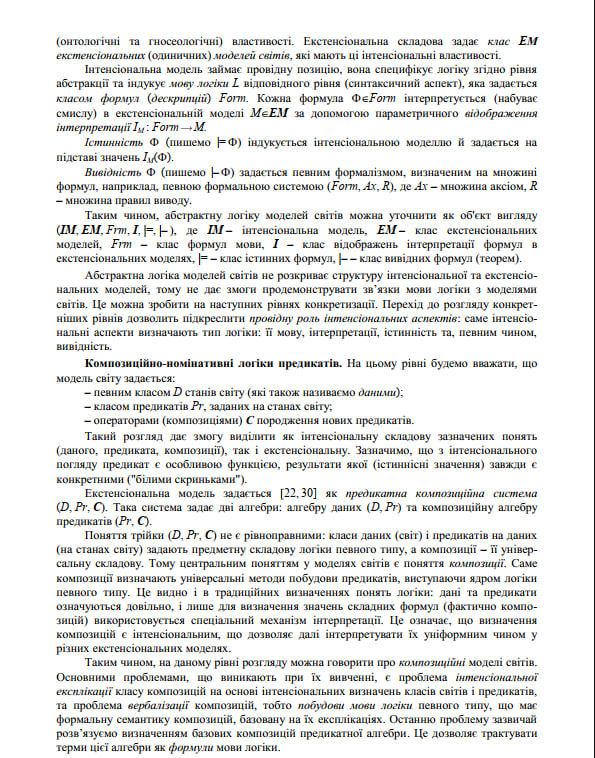 (онтологічні та гносеологічні) властивості. Екстенсіональна складова задає клас EM
екстенсіональних (одиничних) моделей світів, які мають ці інтенсіональні властивості.
Інтенсіональна модель займає провідну позицію, вона специфікує логіку згідно рівня
абстракції та індукує мову логіки L відповідного рівня (синтаксичний аспект), яка задається
класом формул (дескрипцій) Form. Кожна формула Φ∈Form інтерпретується (набуває
смислу) в екстенсіональній моделі M∈EM за допомогою параметричного відображення
інтерпретації I_M : Form→M.
Істинність Φ (пишемо |=Φ) індукується інтенсіональною моделлю й задається на
підставі значень I_M(Φ).
Вивідність Φ (пишемо |–Φ) задається певним формалізмом, визначеним на множині
формул, наприклад, певною формальною системою (Form, Ax, R), де Ax – множина аксіом, R
– множина правил виводу.
Таким чином, абстрактну логіку моделей світів можна уточнити як об'єкт вигляду
(IM, EM, Frm, I, |=, |– ), де IM – інтенсіональна модель, EM – клас екстенсіональних
моделей, Frm – клас формул мови, I – клас відображень інтерпретації формул в
екстенсіональних моделях, |= – клас істинних формул, |– – клас вивідних формул (теорем).
Абстрактна логіка моделей світів не розкриває структуру інтенсіональної та екстенсіо-
нальних моделей, тому не дає змоги продемонструвати зв'язки мови логіки з моделями
світів. Це можна зробити на наступних рівнях конкретизації. Перехід до розгляду конкрет-
ніших рівнів дозволить підкреслити провідну роль інтенсіональних аспектів: саме інтенсіо-
нальні аспекти визначають тип логіки: її мову, інтерпретації, істинність та, певним чином,
вивідність.
Композиційно-номінативні логіки предикатів. На цьому рівні будемо вважати, що
модель світу задається:
– певним класом D станів світу (які також називаємо даними);
– класом предикатів Pr, заданих на станах світу;
– операторами (композиціями) C породження нових предикатів.
Такий розгляд дає змогу виділити як інтенсіональну складову зазначених понять
(даного, предиката, композиції), так і екстенсіональну. Зазначимо, що з інтенсіонального
погляду предикат є особливою функцією, результати якої (істиннісні значення) завжди є
конкретними ("білими скриньками").
Екстенсіональна модель задається [22, 30] як предикатна композиційна система
(D, Pr, C). Така система задає дві алгебри: алгебру даних (D, Pr) та композиційну алгебру
предикатів (Pr, C).
Поняття трійки (D, Pr, C) не є рівноправними: класи даних (світ) і предикатів на даних
(на станах світу) задають предметну складову логіки певного типу, а композиції – її універ-
сальну складову. Тому центральним поняттям у моделях світів є поняття композиції. Саме
композиції визначають універсальні методи побудови предикатів, виступаючи ядром логіки
певного типу. Це видно і в традиційних визначеннях понять логіки: дані та предикати
означуються довільно, і лише для визначення значень складних формул (фактично компо-
зицій) використовується спеціальний механізм інтерпретації. Це означає, що визначення
композицій є інтенсіональним, що дозволяє далі інтерпретувати їх уніформним чином у
різних екстенсіональних моделях.
Таким чином, на даному рівні розгляду можна говорити про композиційні моделі світів.
Основними проблемами, що виникають при їх вивченні, є проблема інтенсіональної
експлікації класу композицій на основі інтенсіональних визначень класів світів і предикатів,
та проблема вербалізації композицій, тобто побудови мови логіки певного типу, що має
формальну семантику композицій, базовану на їх експлікаціях. Останню проблему зазвичай
розв'язуємо визначенням базових композицій предикатної алгебри. Це дозволяє трактувати
терми цієї алгебри як формули мови логіки.